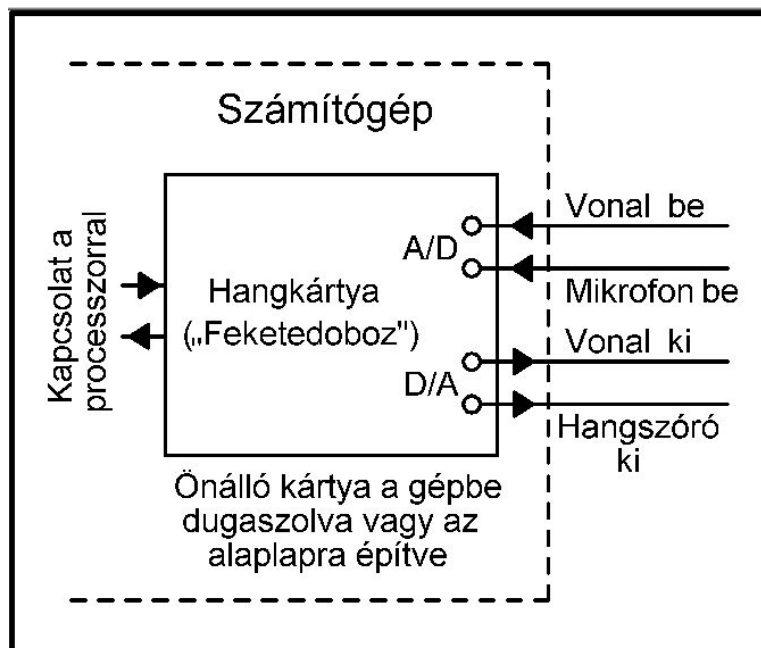 Számítógép
Kapcsolat a
processzorral
Hangkártya
(„Feketedoboz")
A/D
D/A
Vonal be
Mikrofon be
Vonal ki
Hangszóró
ki
Önálló kártya a gépbe
dugaszolva vagy az
alaplapra építve